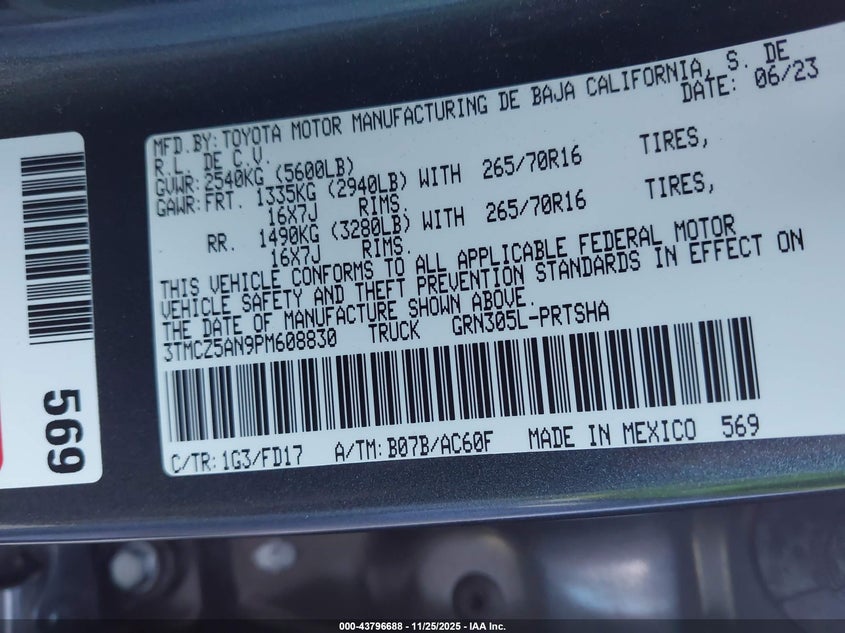 MFD.BY: TOYOTA MOTOR MANUFACTURING DE BAJA CALIFORNIA, S. DE
R.L. DE C.V. DATE: 06/23
GVWR: 2540KG (5600LB)
GAWR: FRT. 1335KG (2940LB) WITH 265/70R16 TIRES,
16X7J RIMS.
RR. 1490KG (3280LB) WITH 265/70R16 TIRES,
16X7J RIMS.
THIS VEHICLE CONFORMS TO ALL APPLICABLE FEDERAL MOTOR
VEHICLE SAFETY AND THEFT PREVENTION STANDARDS IN EFFECT ON
THE DATE OF MANUFACTURE SHOWN ABOVE.
3TMCZ5AN9PM608830 TRUCK GRN305L-PRTSHA
C/TR: 1G3/FD17 A/TM: B07B/AC60F MADE IN MEXICO 569
569
000-43796688 - 11/25/2025 - IAA Inc.